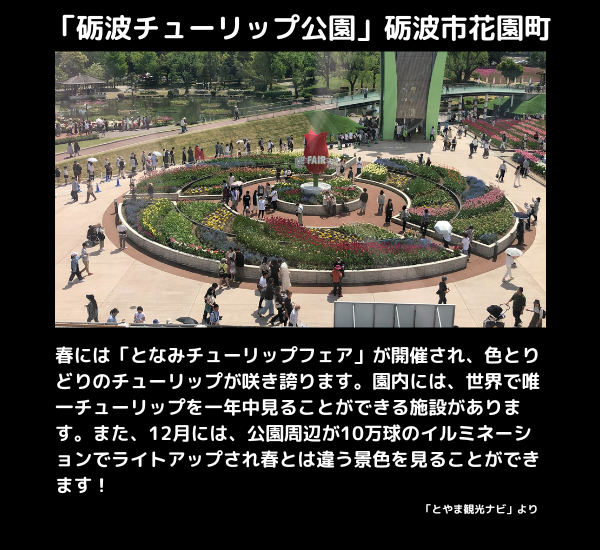 「砺波チューリップ公園」砺波市花園町
FAIR
春には「となみチューリップフェア」が開催され、色とり
どりのチューリップが咲き誇ります。園内には、世界で唯
一チューリップを一年中見ることができる施設がありま
す。また、12月には、公園周辺が10万球のイルミネーシ
ョンでライトアップされ春とは違う景色を見ることができ
ます！
「とやま観光ナビ」より